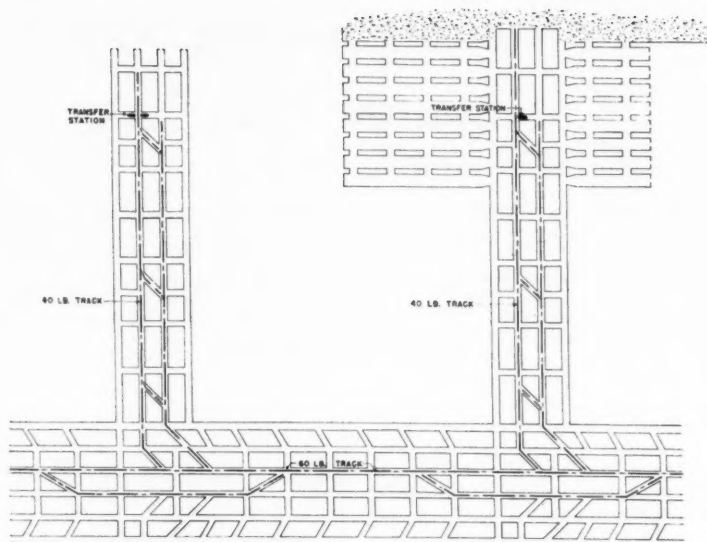 TRANSFER
STATION
TRANSFER STATION
40 LB. TRACK
40 LB. TRACK
60 LB. TRACK